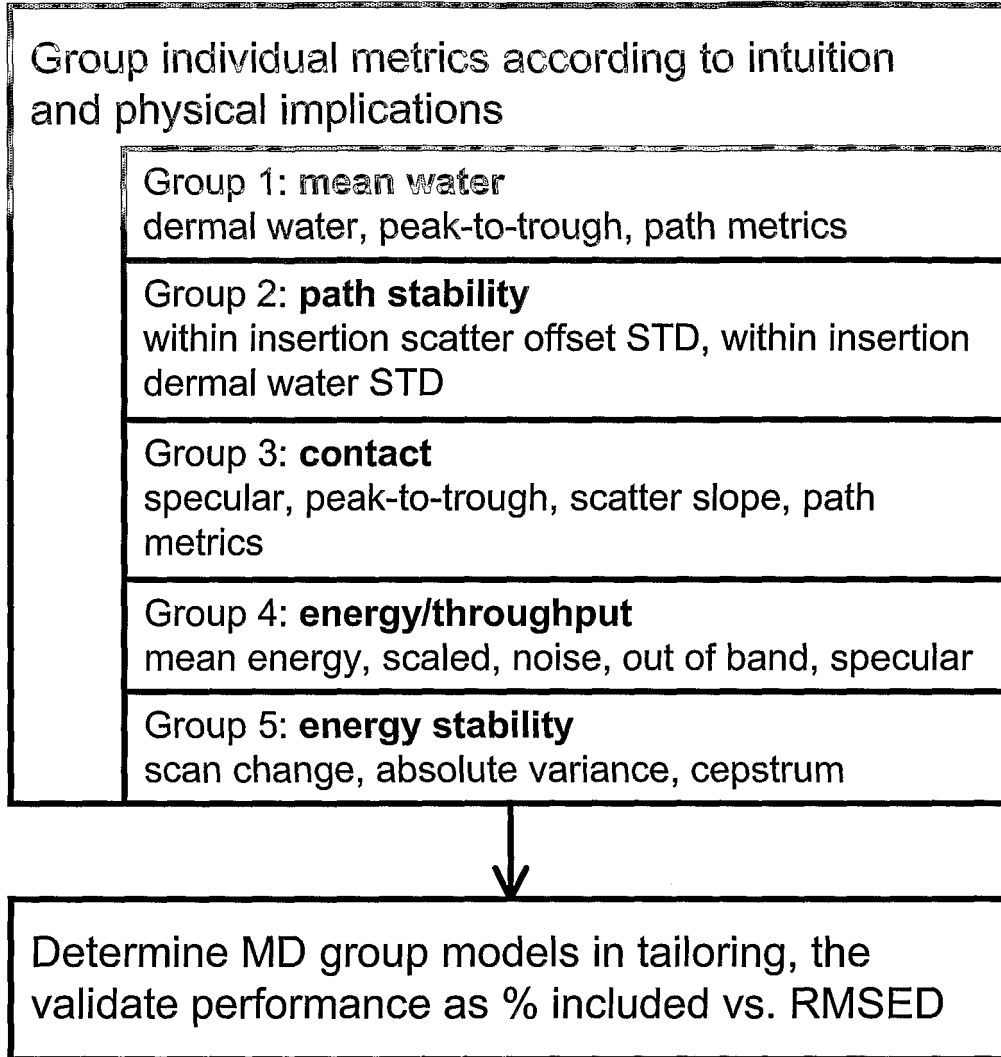 Group individual metrics according to intuition
and physical implications
Group 1: mean water
dermal water, peak-to-trough, path metrics
Group 2: path stability
within insertion scatter offset STD, within insertion
dermal water STD
Group 3: contact
specular, peak-to-trough, scatter slope, path
metrics
Group 4: energy/throughput
mean energy, scaled, noise, out of band, specular
Group 5: energy stability
scan change, absolute variance, cepstrum
Determine MD group models in tailoring, the
validate performance as % included vs. RMSED